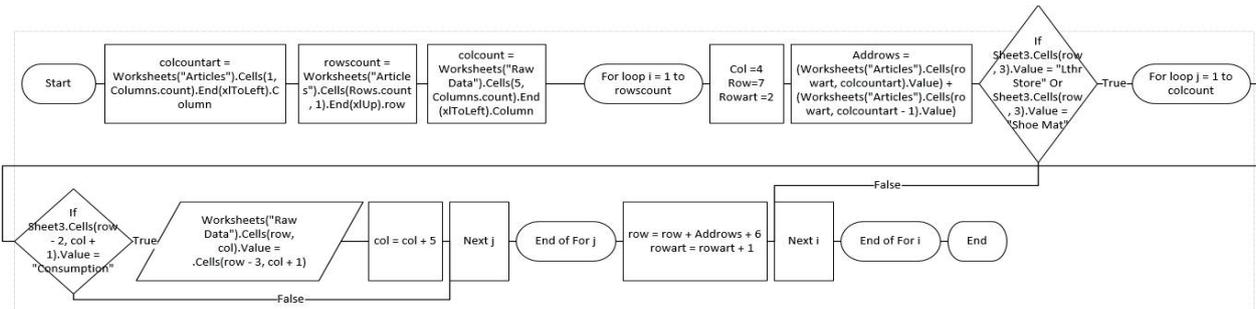 Start
colcountart =
Worksheets("Articles").Cells(1,
Columns.count).End(xlToLeft).C
olumn
rowscount =
Worksheets("Article
s").Cells(Rows.count
, 1).End(xlUp).row
colcount =
Worksheets("Raw
Data").Cells(5,
Columns.count).End
(xlToLeft).Column
For loop i = 1 to
rowscount
Col =4
Row=7
Rowart =2
Addrows =
(Worksheets("Articles").Cells(ro
wart, colcountart).Value) +
(Worksheets("Articles").Cells(ro
wart, colcountart - 1).Value)
If
Sheet3.Cells(row
, 3).Value = "Lthr
Store" Or
Sheet3.Cells(row
, 3).Value =
"Shoe Mat"
True
For loop j = 1 to
colcount
False
If
Sheet3.Cells(row
- 2, col +
1).Value =
"Consumption"
True
Worksheets("Raw
Data").Cells(row,
col).Value =
.Cells(row - 3, col + 1)
col = col + 5
Next j
End of For j
row = row + Addrows + 6
rowart = rowart + 1
Next i
End of For i
End
False